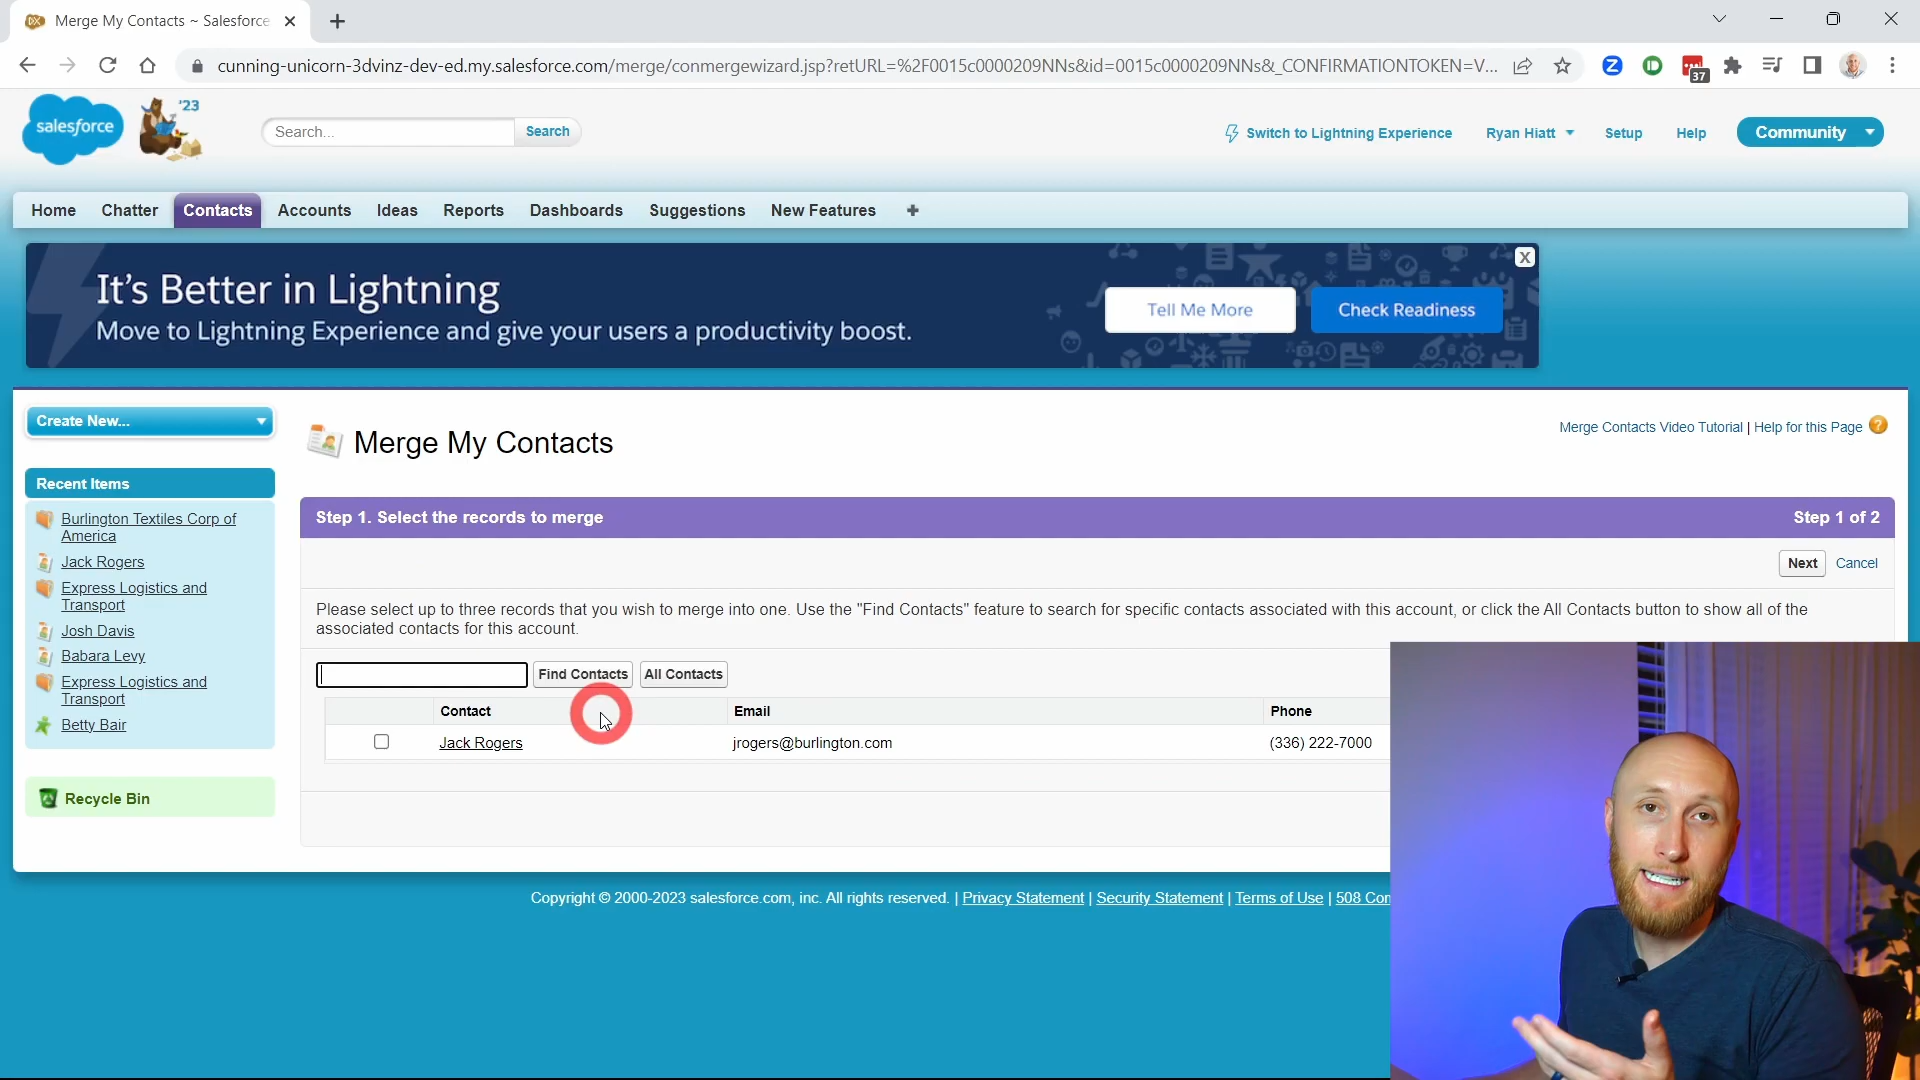 Merge My Contacts ~ Salesforce
cunning-unicorn-3dvinz-dev-ed.my.salesforce.com/merge/conmergewizard.jsp?retURL=%2F0015c0000209NNs&id=0015c0000209NNs&_CONFIRMATIONTOKEN=V...
37
salesforce
'23
Search...
Search
Switch to Lightning Experience
Ryan Hiatt
Setup
Help
Community
Home
Chatter
Contacts
Accounts
Ideas
Reports
Dashboards
Suggestions
New Features
It's Better in Lightning
Move to Lightning Experience and give your users a productivity boost.
Tell Me More
Check Readiness
X
Create New...
Merge My Contacts
Merge Contacts Video Tutorial | Help for this Page ?
Recent Items
Burlington Textiles Corp of
America
Jack Rogers
Express Logistics and
Transport
Josh Davis
Babara Levy
Express Logistics and
Transport
Betty Bair
Recycle Bin
Step 1. Select the records to merge
Step 1 of 2
Next
Cancel
Please select up to three records that you wish to merge into one. Use the "Find Contacts" feature to search for specific contacts associated with this account, or click the All Contacts button to show all of the
associated contacts for this account.
Find Contacts
All Contacts
Contact
Email
Phone
Jack Rogers
jrogers@burlington.com
(336) 222-7000
Copyright © 2000-2023 salesforce.com, inc. All rights reserved. | Privacy Statement | Security Statement | Terms of Use | 508